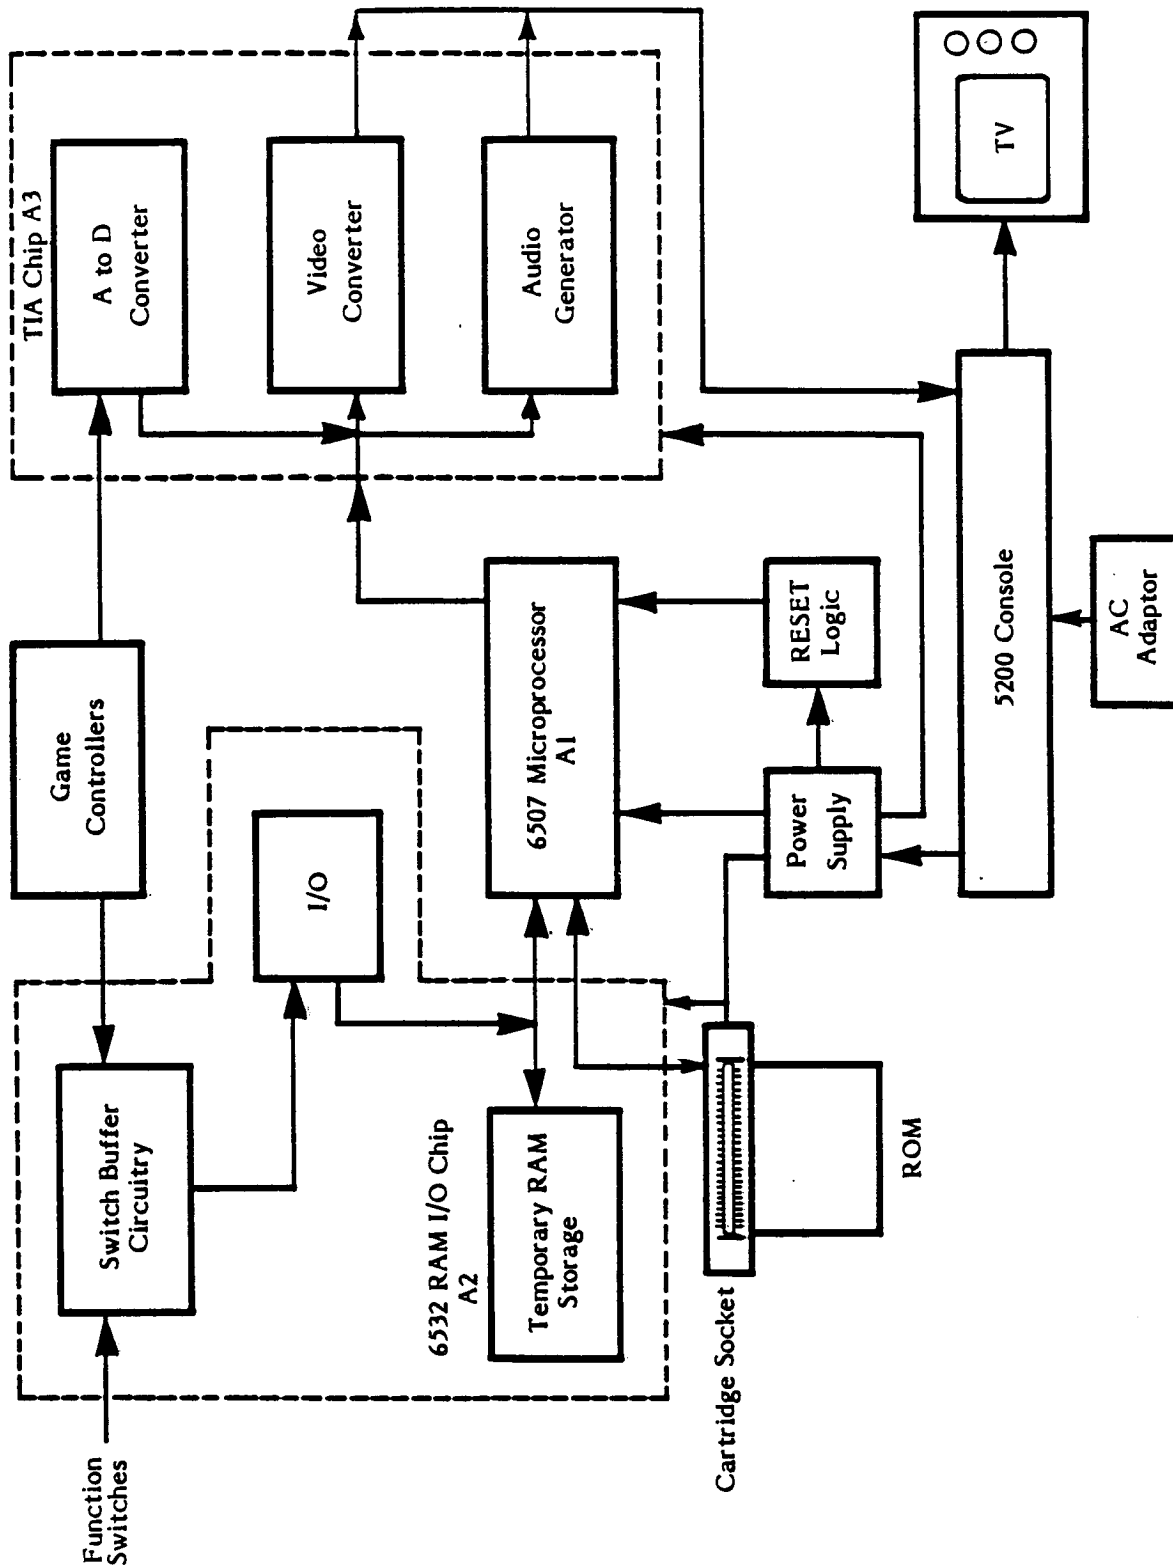 Game
Controllers
TIA Chip A3
A to D
Converter
Function
Switches
Switch Buffer
Circuitry
I/O
Video
Converter
6532 RAM I/O Chip
A2
Temporary RAM
Storage
6507 Microprocessor
A1
Audio
Generator
Cartridge Socket
ROM
Power
Supply
RESET
Logic
5200 Console
AC
Adaptor
TV